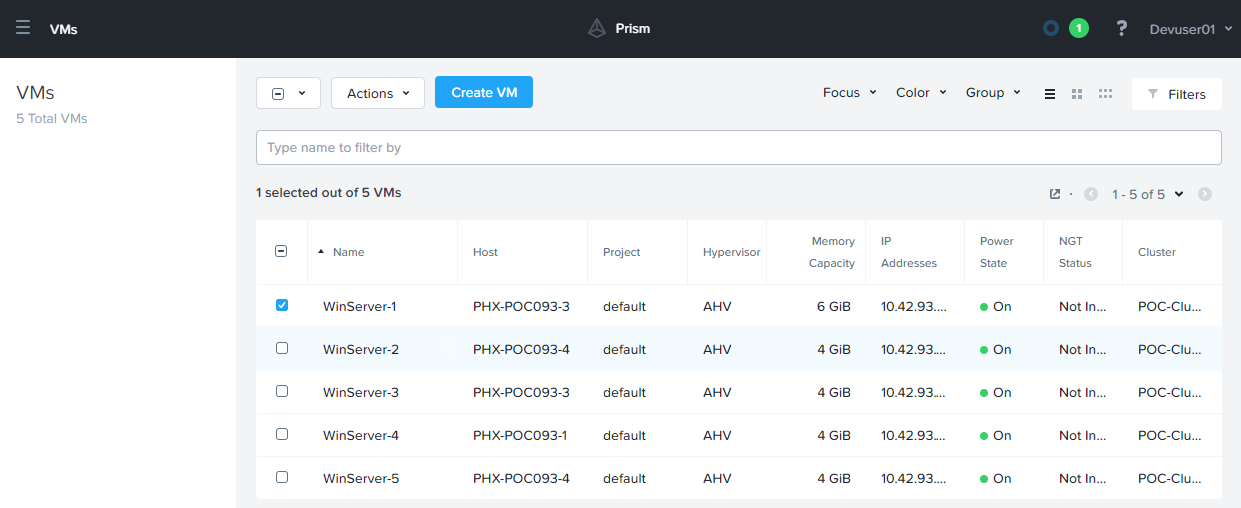 VMs
Prism
1
?
Devuser01
VMs
5 Total VMs
Actions
Create VM
Focus
Color
Group
Filters
Type name to filter by
1 selected out of 5 VMs
1 - 5 of 5
Name Host Project Hypervisor Memory Capacity IP Addresses Power State NGT Status Cluster
WinServer-1 PHX-POC093-3 default AHV 6 GiB 10.42.93.... On Not In... POC-Clu...
WinServer-2 PHX-POC093-4 default AHV 4 GiB 10.42.93.... On Not In... POC-Clu...
WinServer-3 PHX-POC093-3 default AHV 4 GiB 10.42.93.... On Not In... POC-Clu...
WinServer-4 PHX-POC093-1 default AHV 4 GiB 10.42.93.... On Not In... POC-Clu...
WinServer-5 PHX-POC093-4 default AHV 4 GiB 10.42.93.... On Not In... POC-Clu...